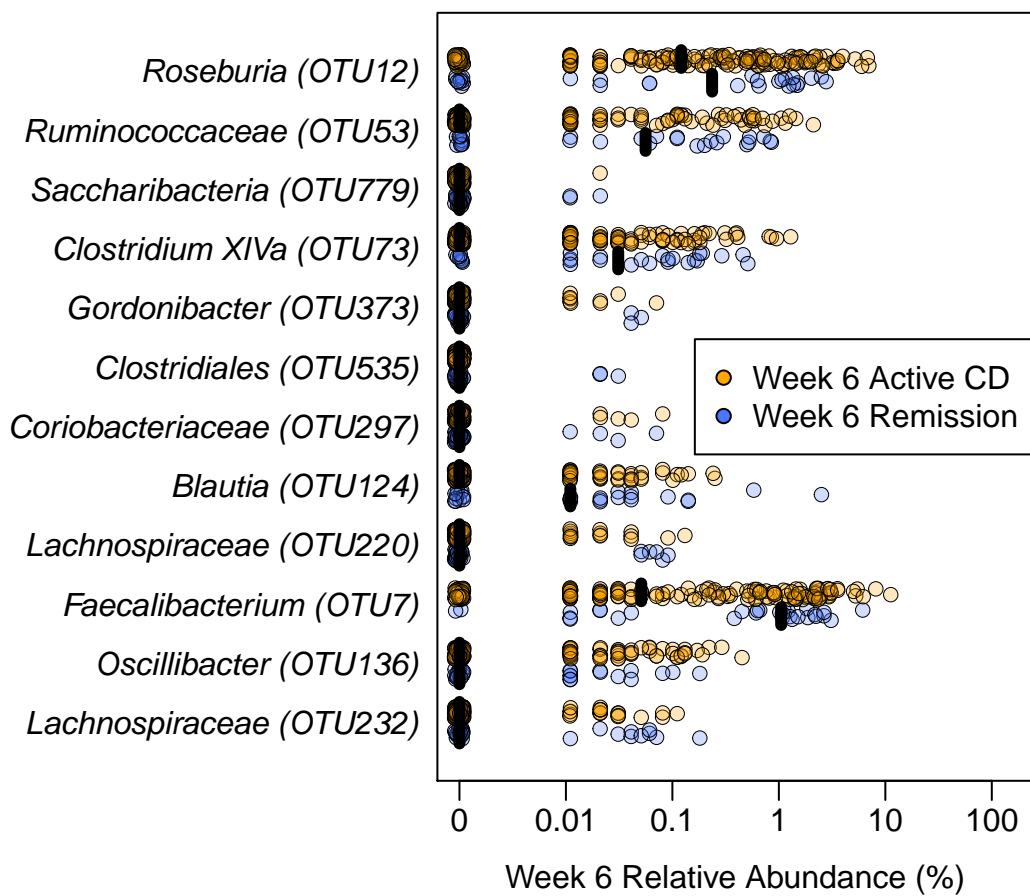 Roseburia (OTU12)
Ruminococcaceae (OTU53)
Saccharibacteria (OTU779)
Clostridium XIVa (OTU73)
Gordonibacter (OTU373)
Clostridiales (OTU535)
Coriobacteriaceae (OTU297)
Blautia (OTU124)
Lachnospiraceae (OTU220)
Faecalibacterium (OTU7)
Oscillibacter (OTU136)
Lachnospiraceae (OTU232)
Week 6 Active CD
Week 6 Remission
0 0.01 0.1 1 10 100
Week 6 Relative Abundance (%)